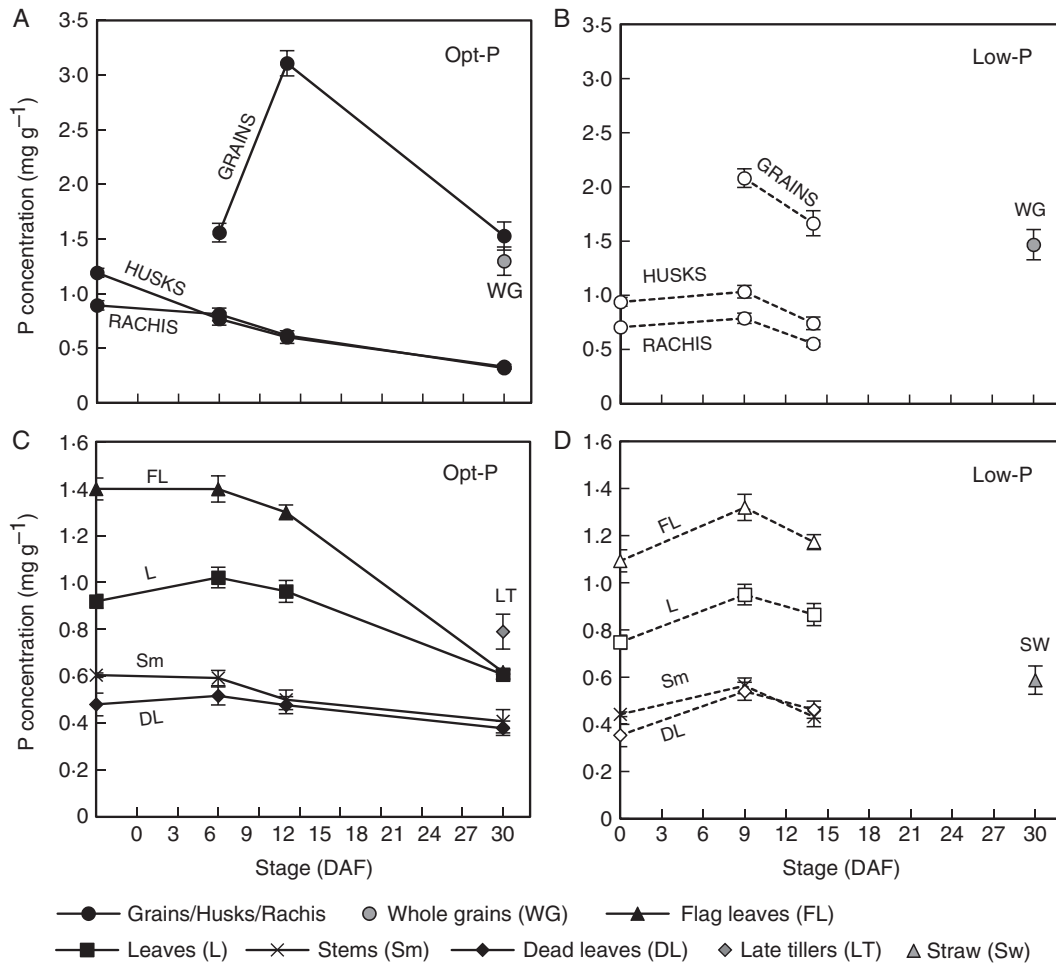 A
Opt-P
P concentration (mg g−1)
3·5
3·0
2·5
2·0
1·5
1·0
0·5
0
GRAINS
HUSKS
RACHIS
WG
B
Low-P
3·5
3·0
2·5
2·0
1·5
1·0
0·5
0
GRAINS
HUSKS
RACHIS
WG
C
Opt-P
P concentration (mg g−1)
1·6
1·4
1·2
1·0
0·8
0·6
0·4
0·2
0
FL
L
Sm
DL
LT
0 3 6 9 12 15 18 21 24 27 30
Stage (DAF)
D
Low-P
1·6
1·4
1·2
1·0
0·8
0·6
0·4
0·2
0
FL
L
Sm
DL
SW
0 3 6 9 12 15 18 21 24 27 30
Stage (DAF)
Grains/Husks/Rachis Whole grains (WG) Flag leaves (FL)
Leaves (L) Stems (Sm) Dead leaves (DL) Late tillers (LT) Straw (Sw)